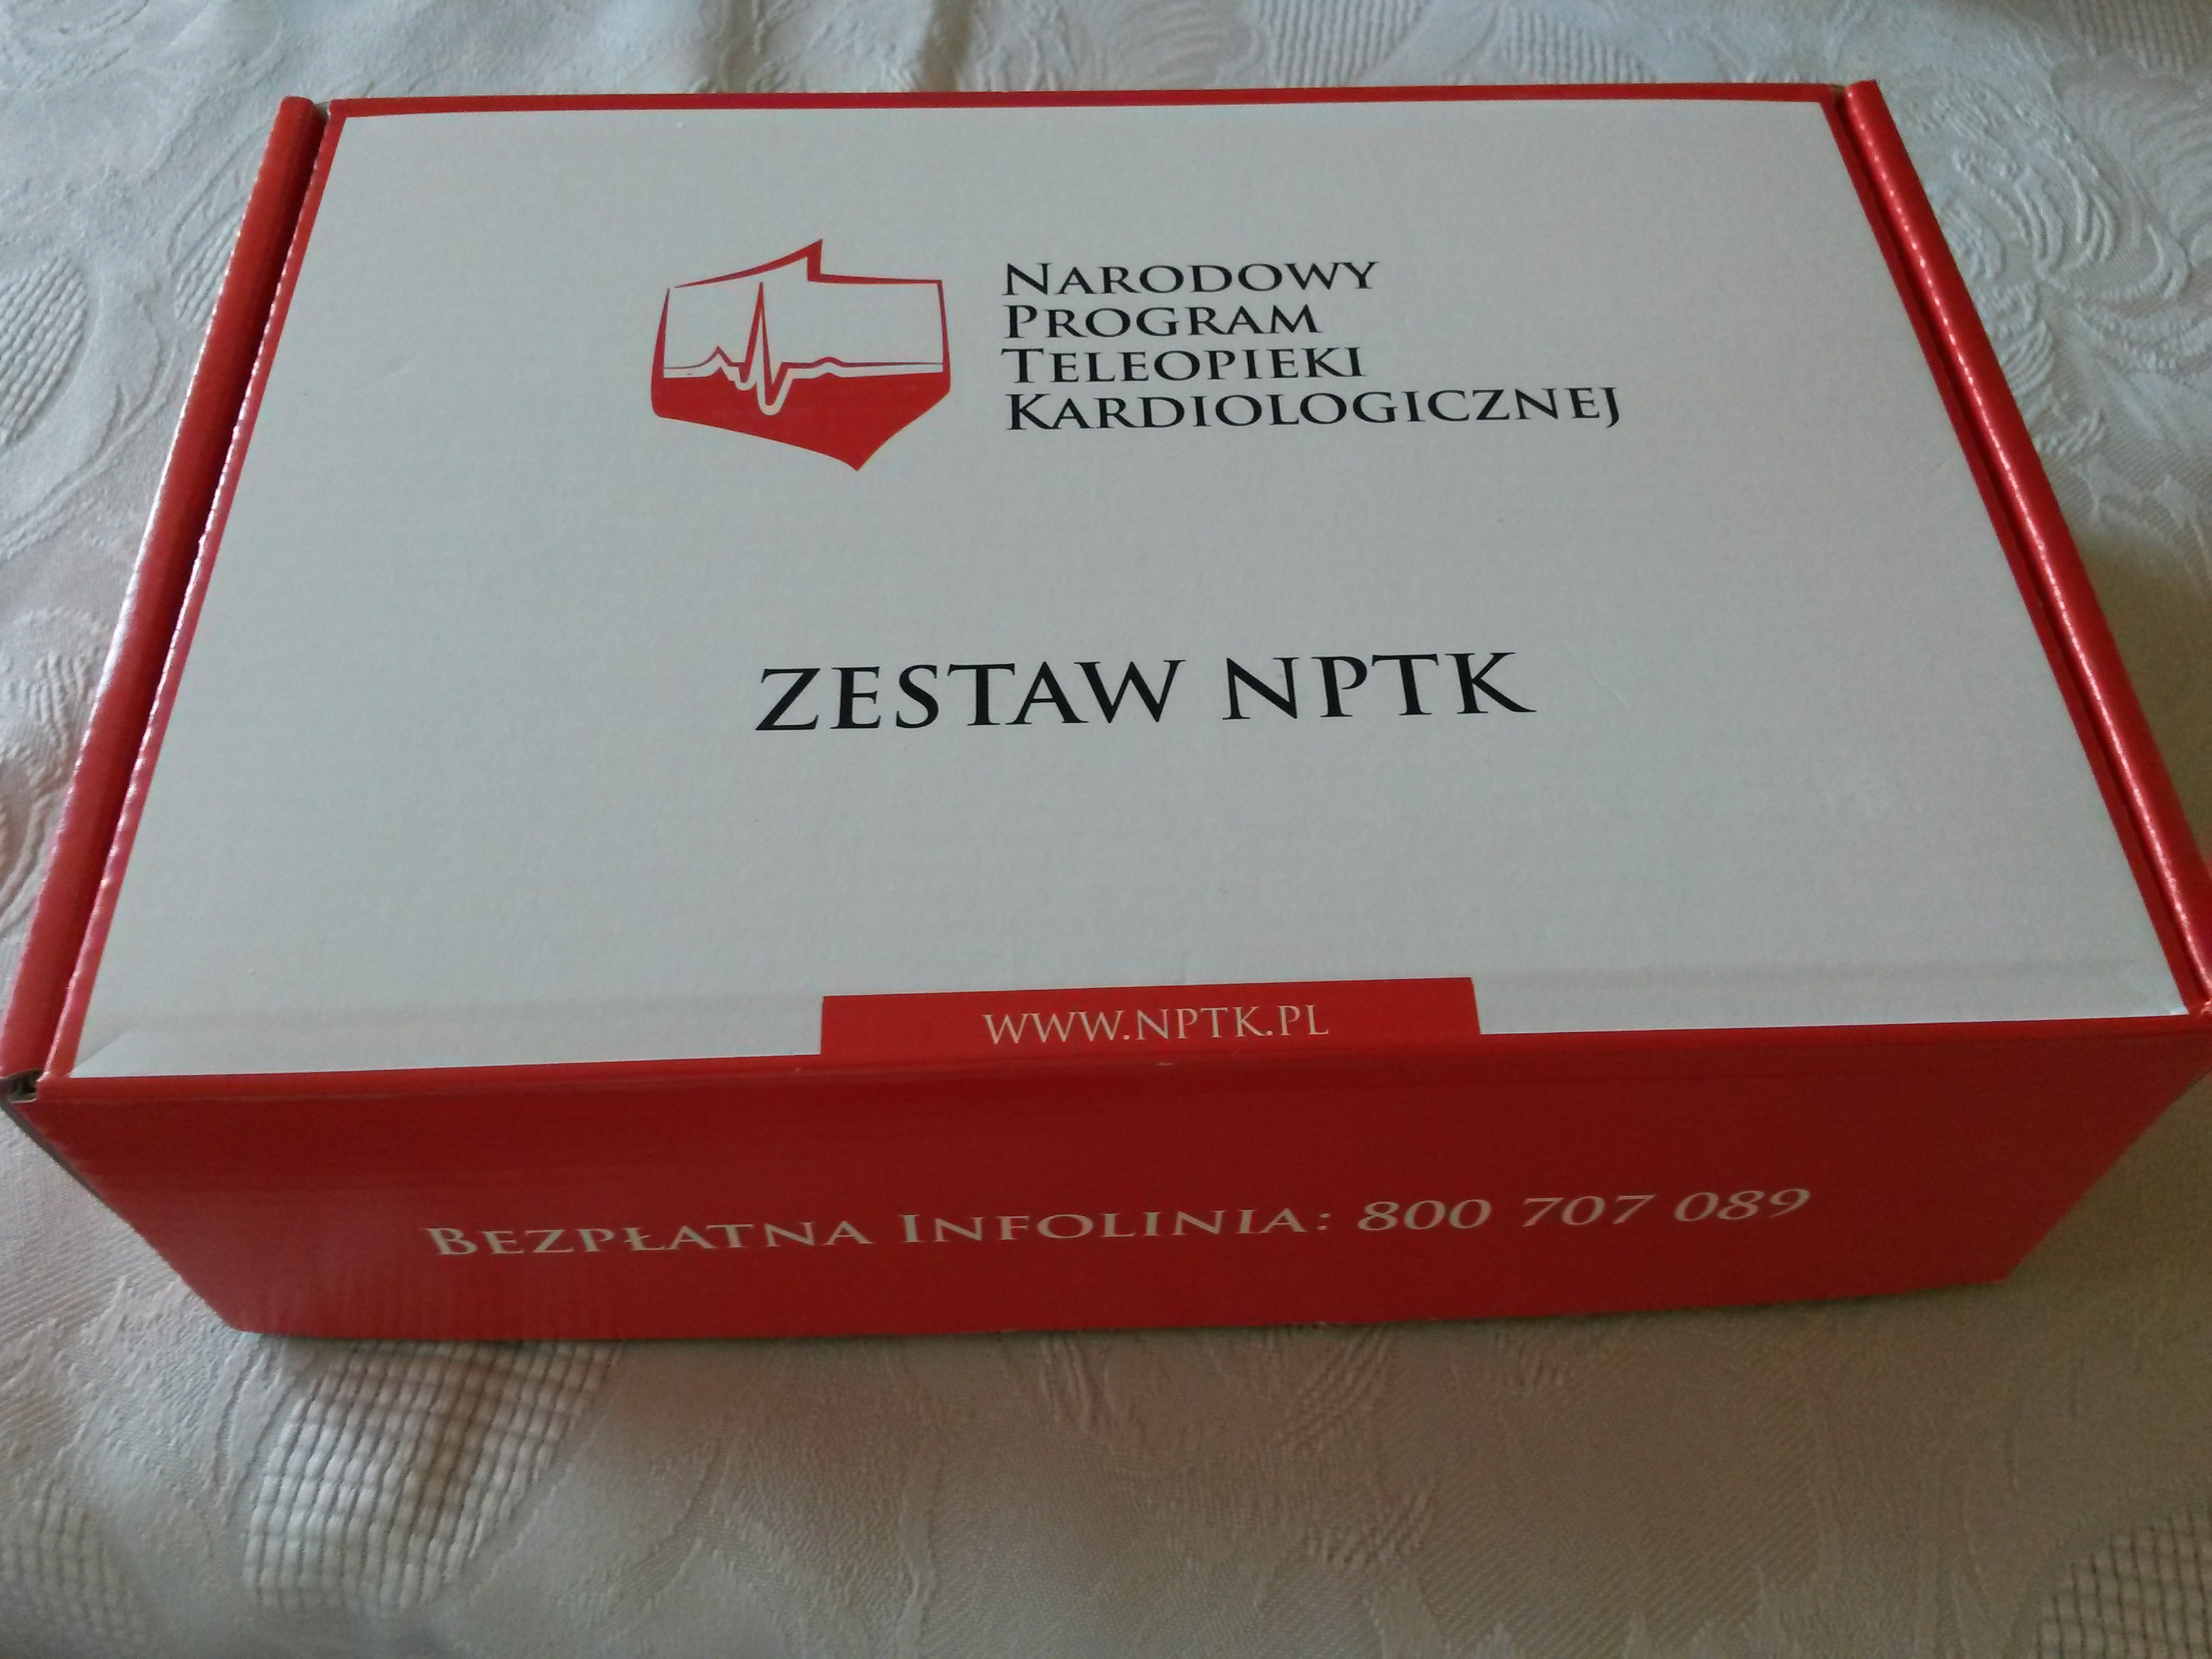 NARODOWY
PROGRAM
TELEOPIEKI
KARDIOLOGICZNEJ
ZESTAW NPTK
WWW.NPTK.PL
BEZPŁATNA INFOLINIA: 800 707 089